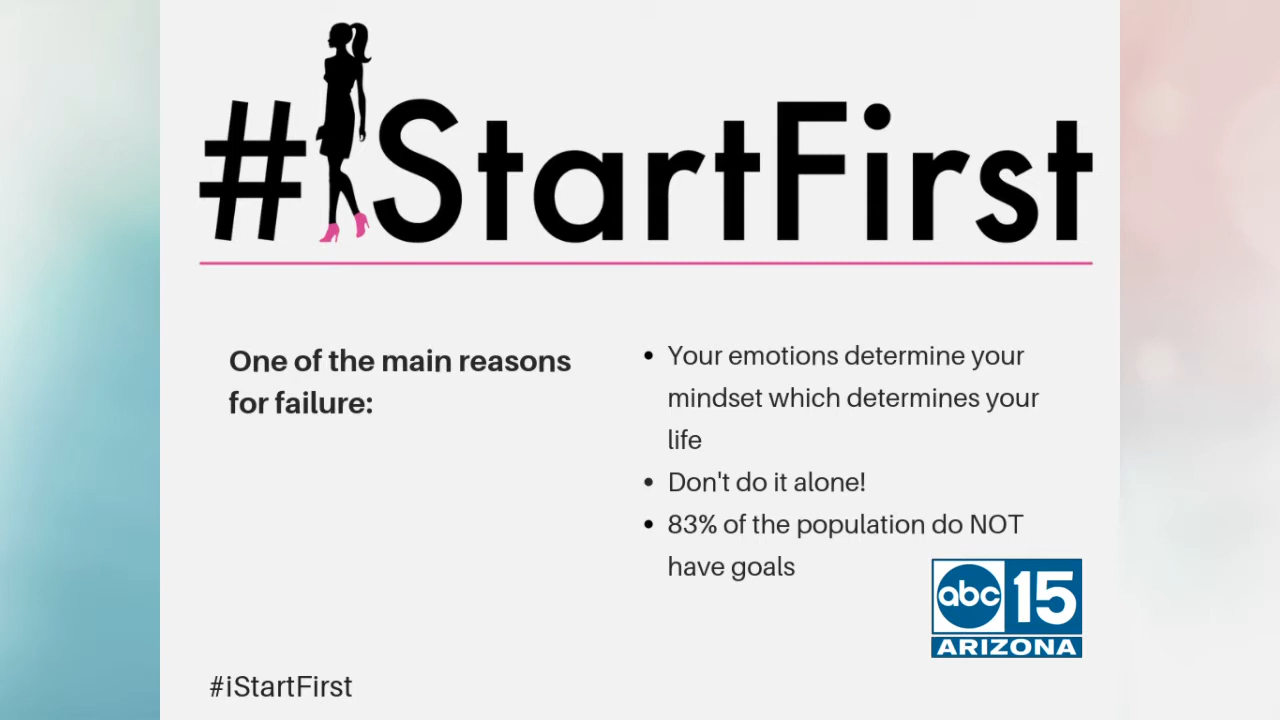 #iStartFirst
One of the main reasons
for failure:
• Your emotions determine your
mindset which determines your
life
• Don't do it alone!
• 83% of the population do NOT
have goals
abc 15
ARIZONA
#iStartFirst